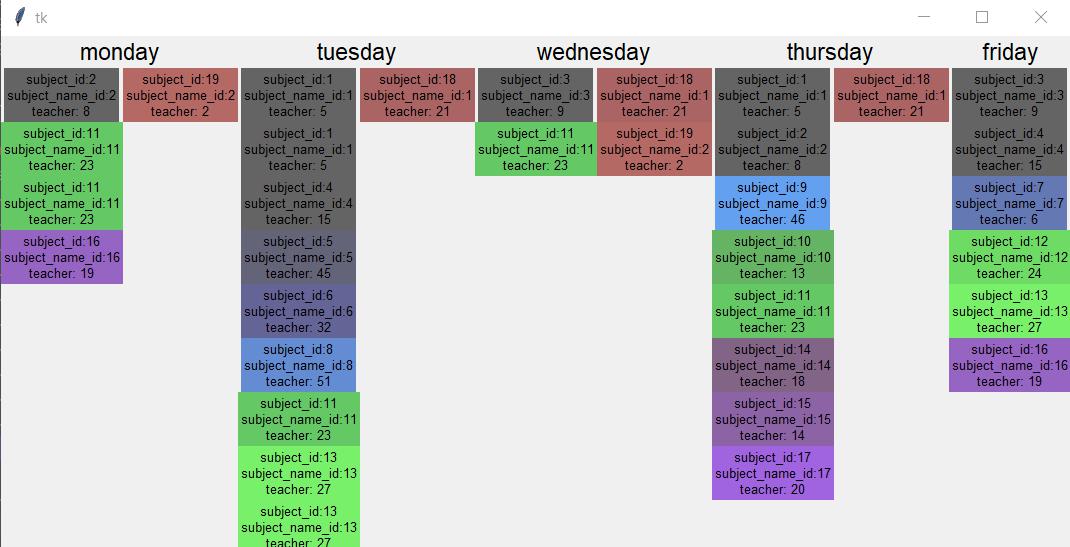 tk
monday
subject_id:2
subject_name_id:2
teacher: 8
subject_id:11
subject_name_id:11
teacher: 23
subject_id:11
subject_name_id:11
teacher: 23
subject_id:16
subject_name_id:16
teacher: 19
subject_id:19
subject_name_id:2
teacher: 2
tuesday
subject_id:1
subject_name_id:1
teacher: 5
subject_id:1
subject_name_id:1
teacher: 5
subject_id:4
subject_name_id:4
teacher: 15
subject_id:5
subject_name_id:5
teacher: 45
subject_id:6
subject_name_id:6
teacher: 32
subject_id:8
subject_name_id:8
teacher: 51
subject_id:11
subject_name_id:11
teacher: 23
subject_id:13
subject_name_id:13
teacher: 27
subject_id:13
subject_name_id:13
teacher: 27
subject_id:18
subject_name_id:1
teacher: 21
wednesday
subject_id:3
subject_name_id:3
teacher: 9
subject_id:11
subject_name_id:11
teacher: 23
subject_id:18
subject_name_id:1
teacher: 21
subject_id:19
subject_name_id:2
teacher: 2
thursday
subject_id:1
subject_name_id:1
teacher: 5
subject_id:2
subject_name_id:2
teacher: 8
subject_id:9
subject_name_id:9
teacher: 46
subject_id:10
subject_name_id:10
teacher: 13
subject_id:11
subject_name_id:11
teacher: 23
subject_id:14
subject_name_id:14
teacher: 18
subject_id:15
subject_name_id:15
teacher: 14
subject_id:17
subject_name_id:17
teacher: 20
subject_id:18
subject_name_id:1
teacher: 21
friday
subject_id:3
subject_name_id:3
teacher: 9
subject_id:4
subject_name_id:4
teacher: 15
subject_id:7
subject_name_id:7
teacher: 6
subject_id:12
subject_name_id:12
teacher: 24
subject_id:13
subject_name_id:13
teacher: 27
subject_id:16
subject_name_id:16
teacher: 19